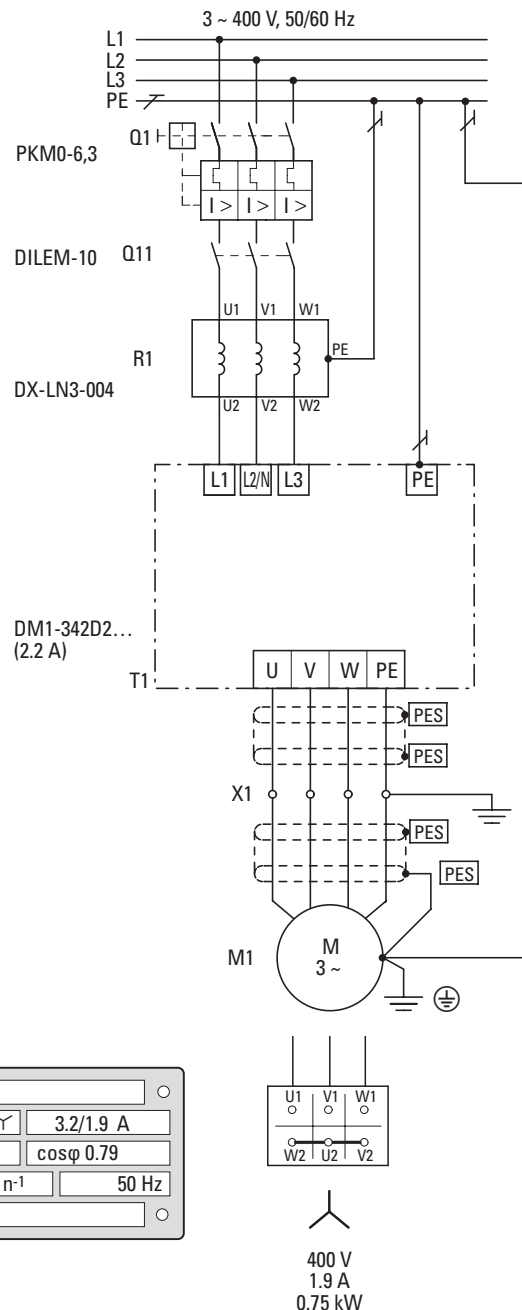 3 ~ 400 V, 50/60 Hz
L1
L2
L3
PE
Q1
PKM0-6,3
I > I > I >
DILEM-10 Q11
U1 V1 W1
R1 PE
DX-LN3-004
U2 V2 W2
L1 L2/N L3 PE
DM1-342D2…
(2.2 A)
T1
U V W PE
PES
PES
X1
PES
PES
M1
M
3 ~
U1 V1 W1
W2 U2 V2
3.2/1.9 A
cosφ 0.79
n-1 50 Hz
400 V
1.9 A
0.75 kW